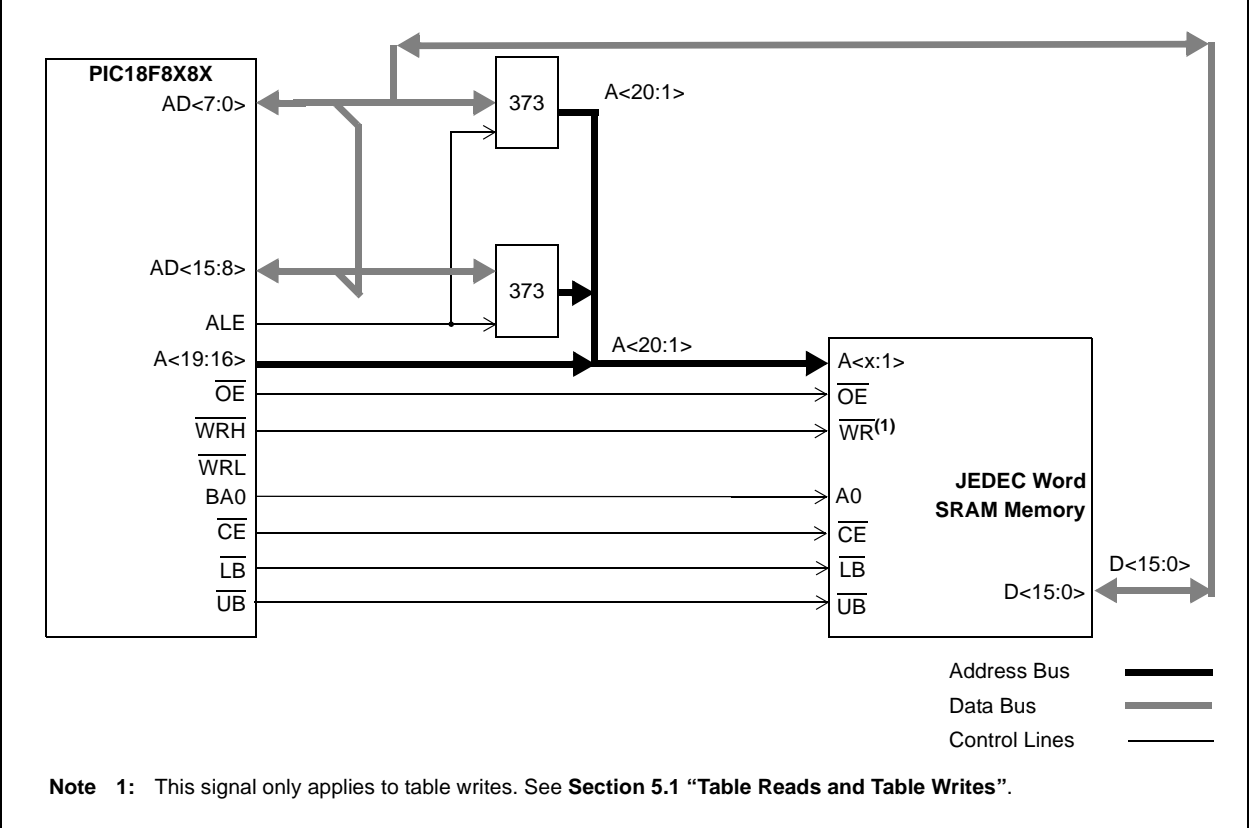 PIC18F8X8X
AD<7:0>
373
A<20:1>
AD<15:8>
373
ALE
A<19:16>
A<20:1>
A<x:1>
OE
OE
WRH
WR(1)
WRL
BA0
A0
JEDEC Word
SRAM Memory
CE
CE
LB
LB
UB
UB
D<15:0>
D<15:0>
Address Bus
Data Bus
Control Lines
Note 1: This signal only applies to table writes. See Section 5.1 “Table Reads and Table Writes”.